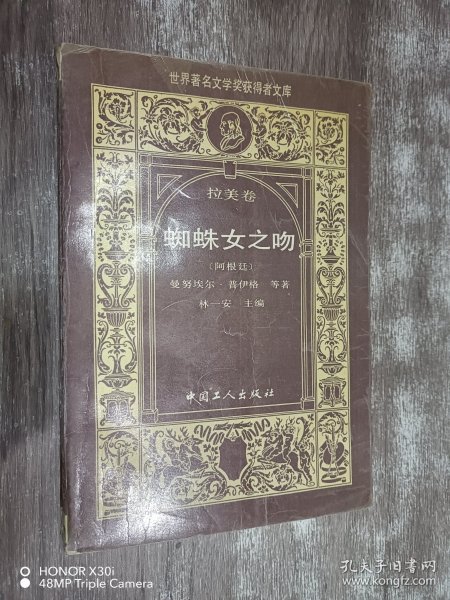 世界著名文学奖获得者文库
拉美卷
蜘蛛女之吻
〔阿根廷〕
曼努埃尔·普伊格 等著
林一安 主编
中国工人出版社
HONOR X30i
48MP Triple Camera
孔夫子旧书网
www.kongfz.com